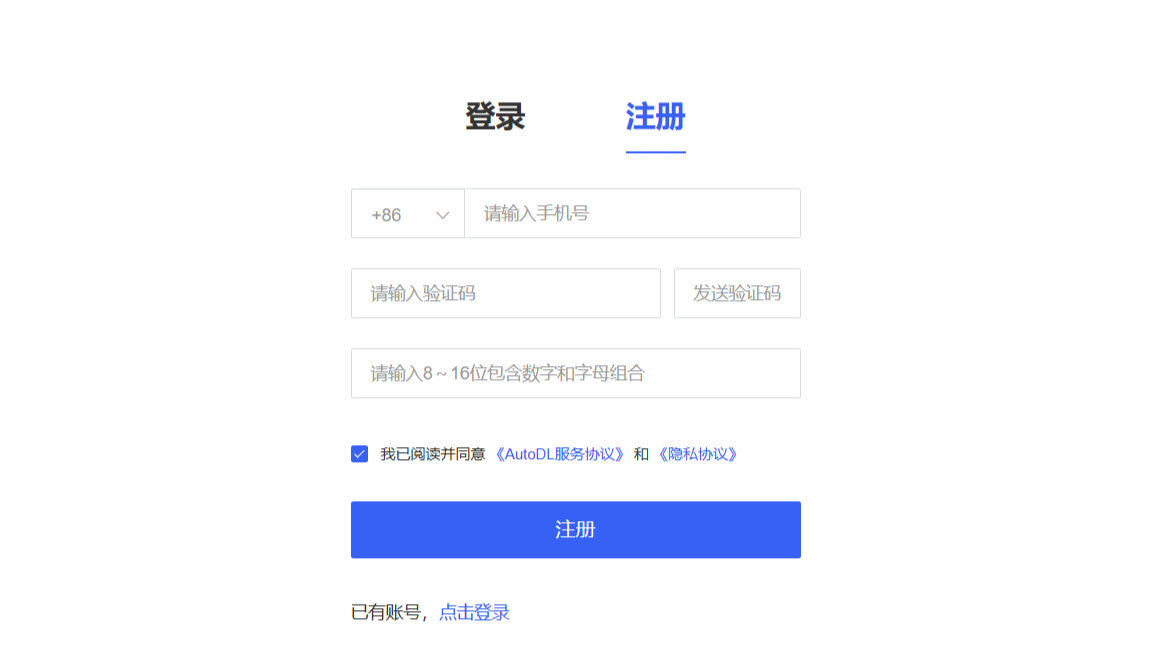 登录 注册
+86 请输入手机号
请输入验证码 发送验证码
请输入8~16位包含数字和字母组合
我已阅读并同意 《AutoDL服务协议》 和 《隐私协议》
注册
已有账号，点击登录